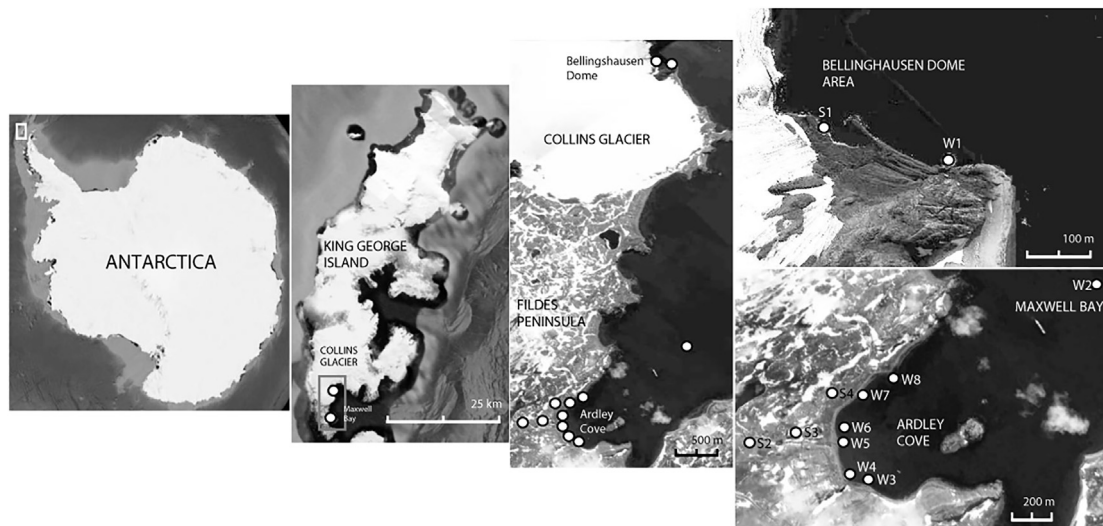 ANTARCTICA
KING GEORGE
ISLAND
COLLINS
GLACIER
Maxwell
Bay
25 km
Bellingshausen
Dome
COLLINS GLACIER
FILDES
PENINSULA
Ardley
Cove
500 m
BELLINGHAUSEN DOME
AREA
S1
W1
100 m
W2
MAXWELL BAY
W8
S4
W7
ARDLEY
COVE
W6
S3
S2
W5
W4
W3
200 m